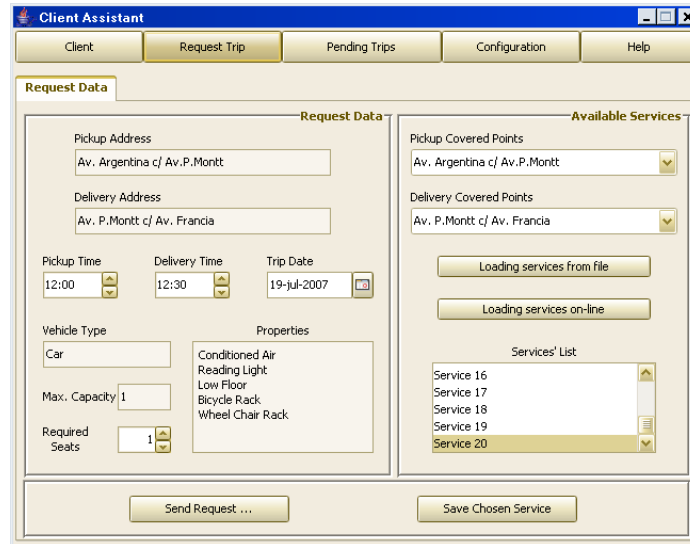 Client Assistant
Client
Request Trip
Pending Trips
Configuration
Help
Request Data
Request Data
Pickup Address
Av. Argentina c/ Av.P.Montt
Delivery Address
Av. P.Montt c/ Av. Francia
Pickup Time
Delivery Time
Trip Date
12:00
12:30
19-jul-2007
Vehicle Type
Car
Properties
Conditioned Air
Reading Light
Low Floor
Bicycle Rack
Wheel Chair Rack
Max. Capacity 1
Required
Seats
1
Available Services
Pickup Covered Points
Av. Argentina c/ Av.P.Montt
Delivery Covered Points
Av. P.Montt c/ Av. Francia
Loading services from file
Loading services on-line
Services' List
Service 16
Service 17
Service 18
Service 19
Service 20
Send Request ...
Save Chosen Service